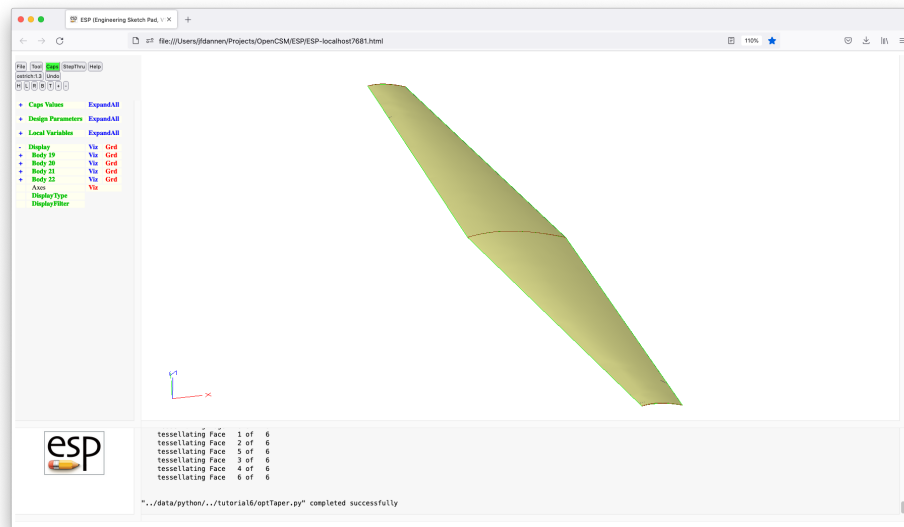 ESP (Engineering Sketch Pad, V
file:///Users/jfdannen/Projects/OpenCSM/ESP/ESP-localhost7681.html
110%
File Tool Caps StepThru Help
ostrich:1.3 Undo
H L R B T + -
+ Caps Values ExpandAll
+ Design Parameters ExpandAll
+ Local Variables ExpandAll
- Display Viz Grd
+ Body 19 Viz Grd
+ Body 20 Viz Grd
+ Body 21 Viz Grd
+ Body 22 Viz Grd
Axes Viz
DisplayType
DisplayFilter
X
esp
tessellating Face 1 of 6
tessellating Face 2 of 6
tessellating Face 5 of 6
tessellating Face 3 of 6
tessellating Face 4 of 6
tessellating Face 6 of 6
"../data/python/../tutorial6/optTaper.py" completed successfully